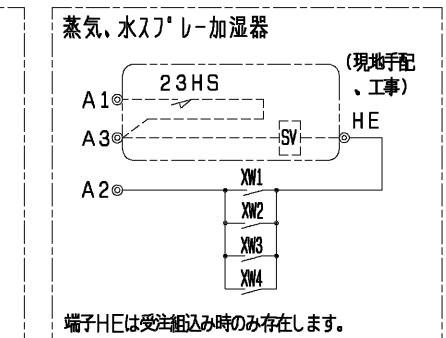 蒸気、水スプレー加湿器
(現地手配
、工事)
23HS
A1
HE
A3
SV
A2
XW1
XW2
XW3
XW4
端子HEは受注組込み時のみ存在します。